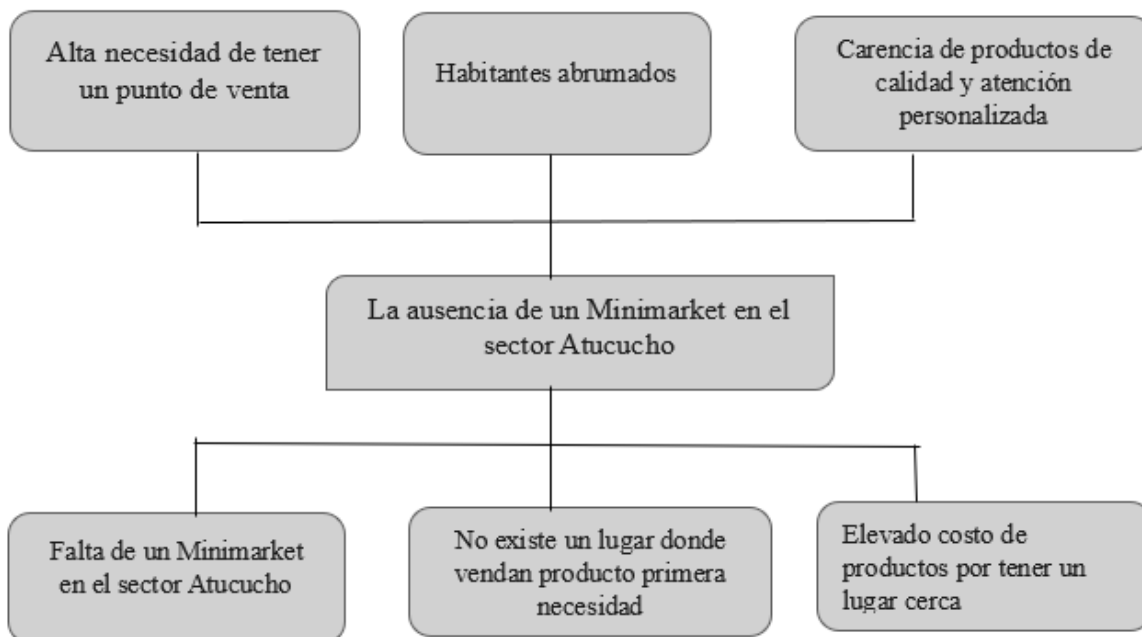 Alta necesidad de tener
un punto de venta
Habitantes abrumados
Carencia de productos de
calidad y atención
personalizada
La ausencia de un Minimarket en el
sector Atucucho
Falta de un Minimarket
en el sector Atucucho
No existe un lugar donde
vendan producto primera
necesidad
Elevado costo de
productos por tener un
lugar cerca